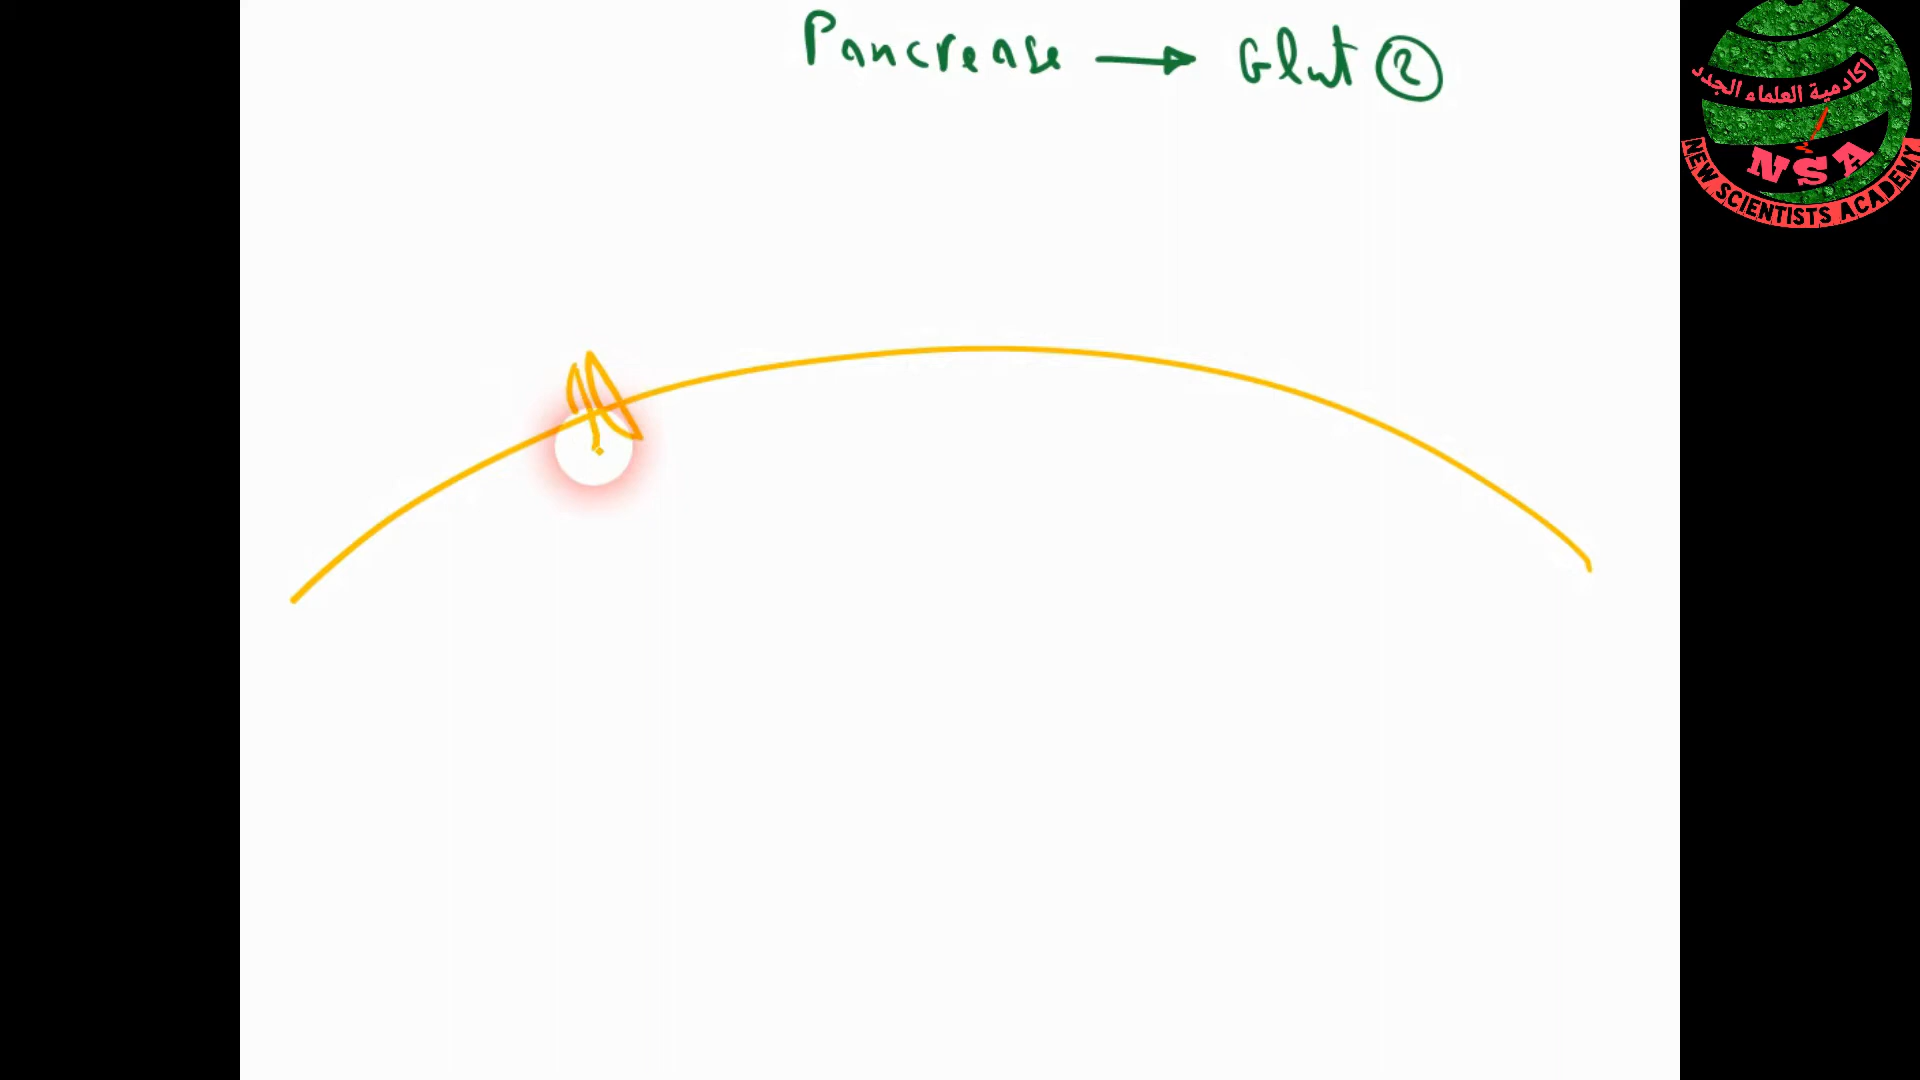 Pancrease → Glut ②
اكاديمية العلماء الجدد
NSA
NEW SCIENTISTS ACADEMY